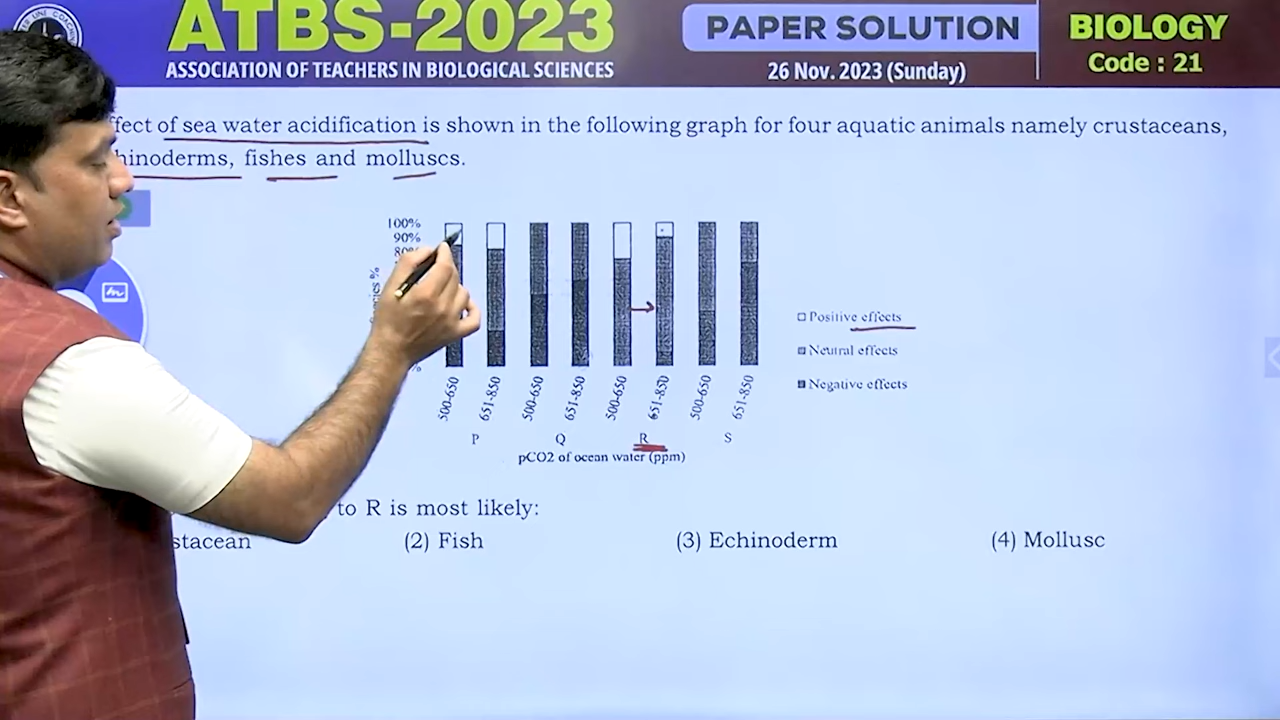 ATBS-2023
ASSOCIATION OF TEACHERS IN BIOLOGICAL SCIENCES
PAPER SOLUTION
26 Nov. 2023 (Sunday)
BIOLOGY
Code : 21
ffect of sea water acidification is shown in the following graph for four aquatic animals namely crustaceans,
hinoderms, fishes and molluscs.
100%
90%
80%
Positive effects
Neutral effects
Negative effects
500-650 651-850 500-650 651-850 500-650 651-850 500-650 651-850
P Q R S
pCO2 of ocean water (ppm)
to R is most likely:
stacean (2) Fish (3) Echinoderm (4) Mollusc